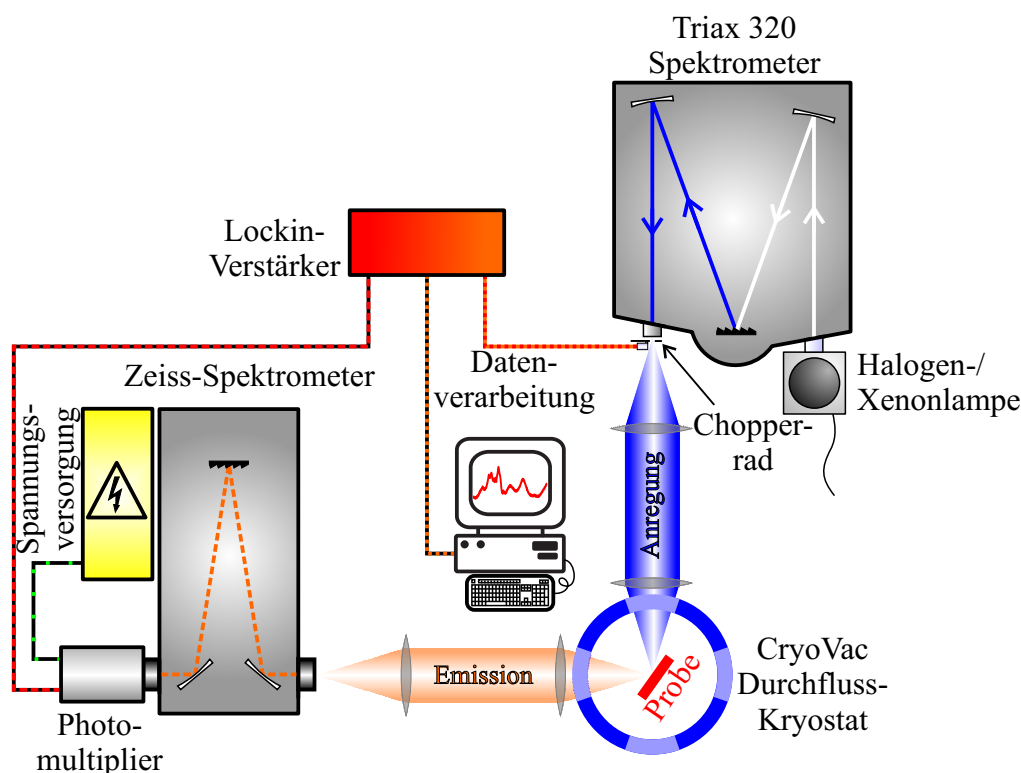 Triax 320
Spektrometer
Lockin-
Verstärker
Zeiss-Spektrometer
Daten-
verarbeitung
Halogen-/
Xenonlampe
Chopper-
rad
Spannungs-
versorgung
Anregung
Emission
Probe
CryoVac
Durchfluss-
Kryostat
Photo-
multiplier